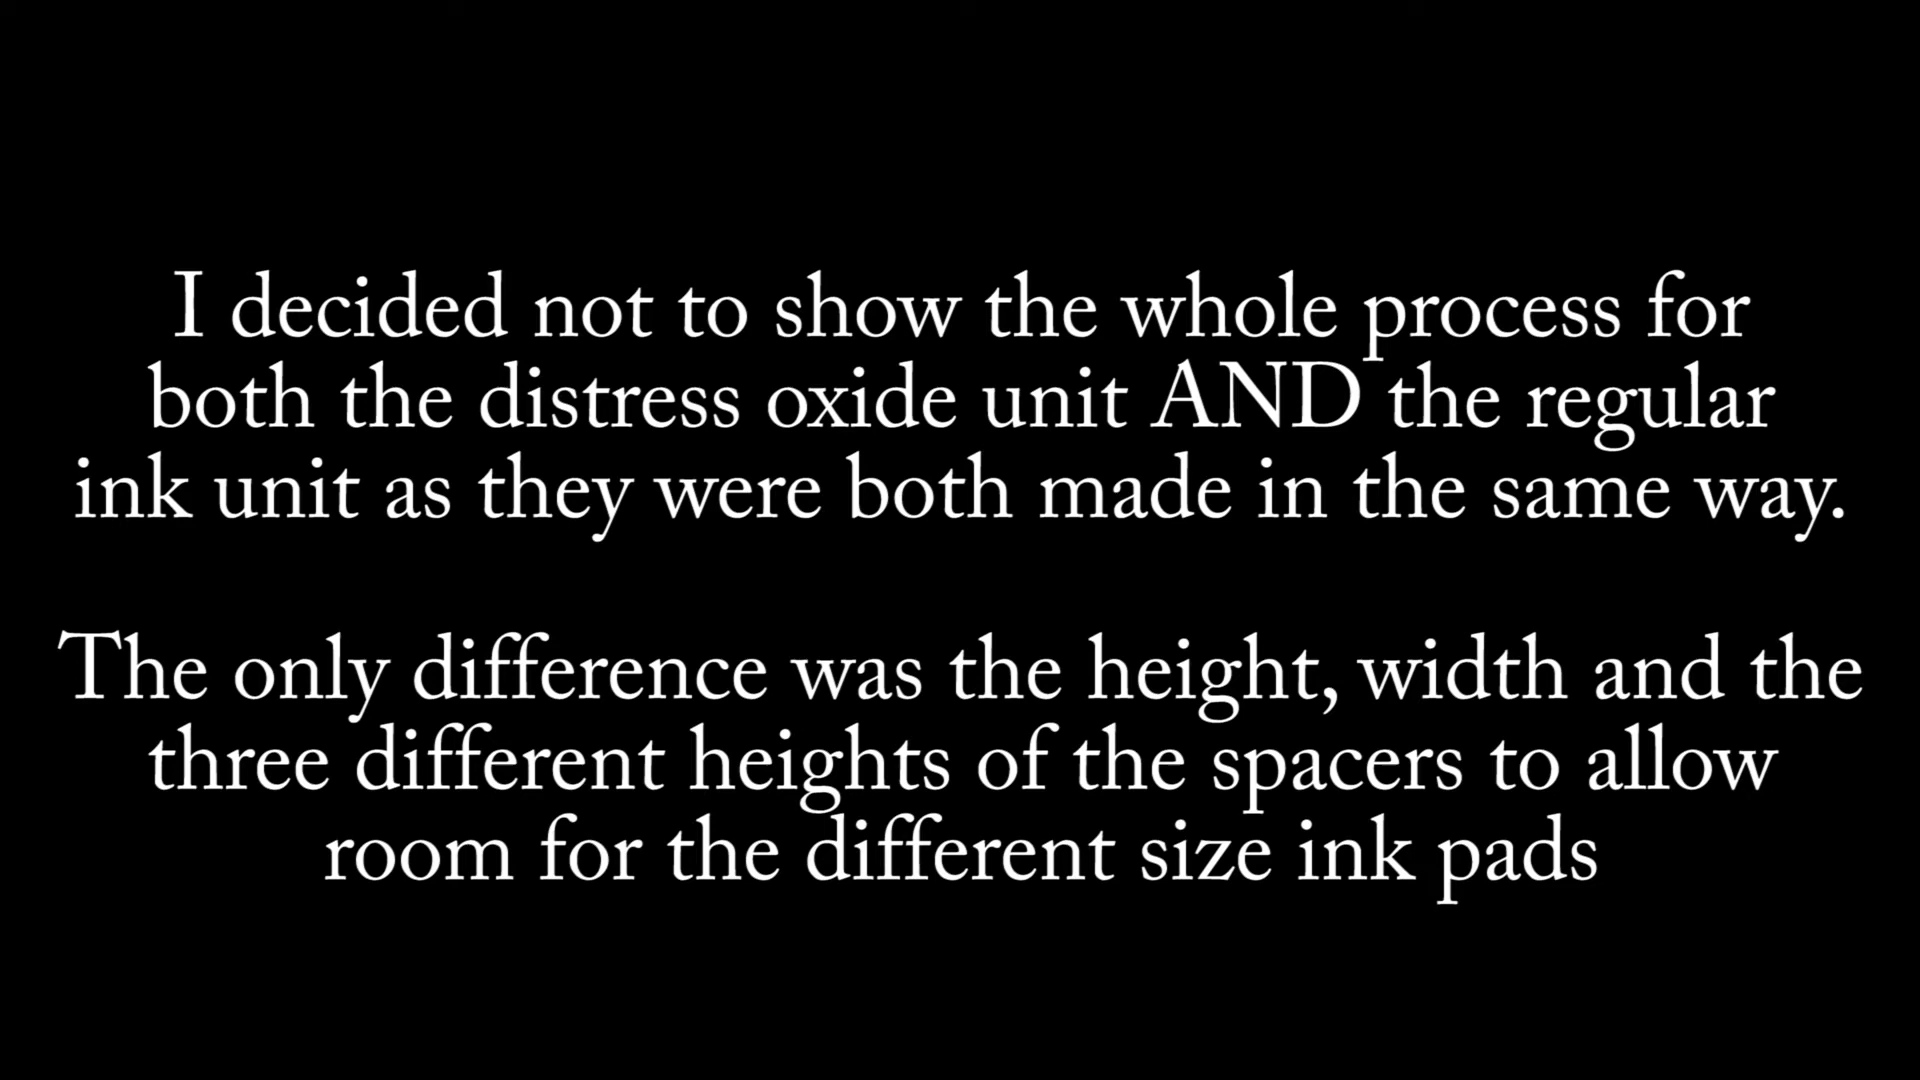 I decided not to show the whole process for
both the distress oxide unit AND the regular
ink unit as they were both made in the same way.
The only difference was the height, width and the
three different heights of the spacers to allow
room for the different size ink pads